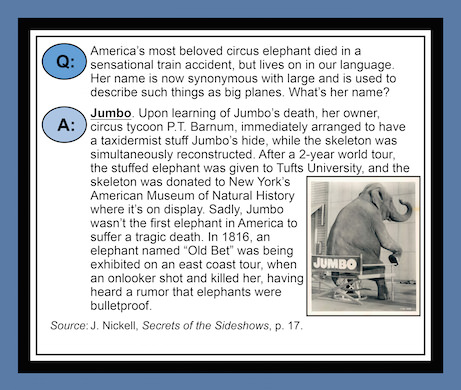 Q:
America's most beloved circus elephant died in a
sensational train accident, but lives on in our language.
Her name is now synonymous with large and is used to
describe such things as big planes. What's her name?
A:
Jumbo. Upon learning of Jumbo's death, her owner,
circus tycoon P.T. Barnum, immediately arranged to have
a taxidermist stuff Jumbo's hide, while the skeleton was
simultaneously reconstructed. After a 2-year world tour,
the stuffed elephant was given to Tufts University, and the
skeleton was donated to New York's
American Museum of Natural History
where it's on display. Sadly, Jumbo
wasn't the first elephant in America to
suffer a tragic death. In 1816, an
elephant named "Old Bet" was being
exhibited on an east coast tour, when
an onlooker shot and killed her, having
heard a rumor that elephants were
bulletproof.
JUMBO
Source: J. Nickell, Secrets of the Sideshows, p. 17.